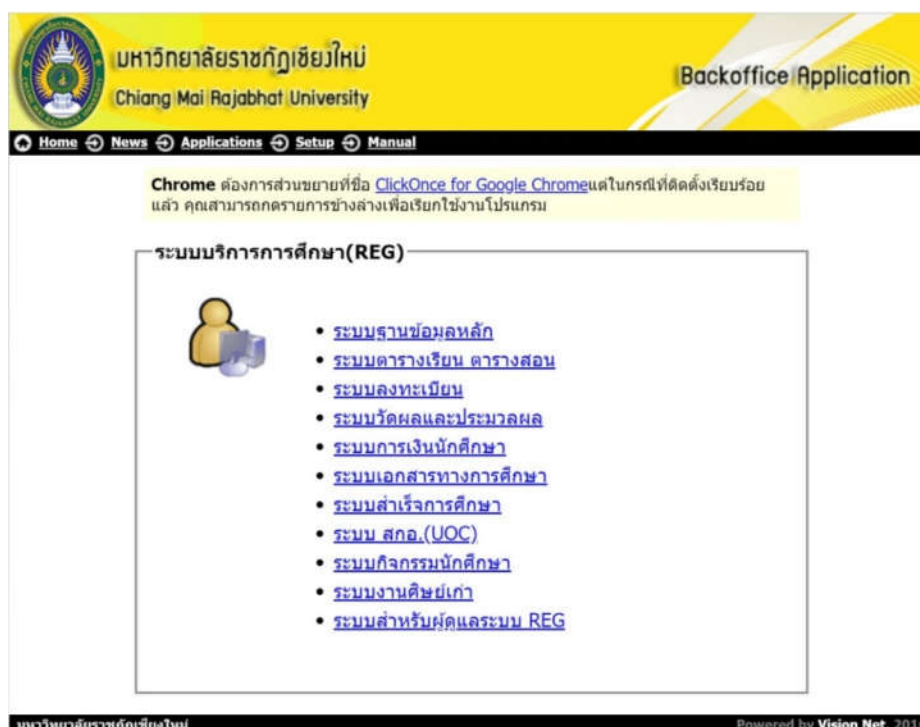 มหาวิทยาลัยราชภัฏเชียงใหม่
Chiang Mai Rajabhat University
Backoffice Application
Home News Applications Setup Manual
Chrome ต้องการส่วนขยายที่ชื่อ ClickOnce for Google Chromeแต่ในกรณีที่ติดตั้งเรียบร้อย
แล้ว คุณสามารถกดรายการข้างล่างเพื่อเรียกใช้งานโปรแกรม
ระบบบริการการศึกษา(REG)
• ระบบฐานข้อมูลหลัก
• ระบบตารางเรียน ตารางสอน
• ระบบลงทะเบียน
• ระบบวัดผลและประมวลผล
• ระบบการเงินนักศึกษา
• ระบบเอกสารทางการศึกษา
• ระบบสำเร็จการศึกษา
• ระบบ สกอ.(UOC)
• ระบบกิจกรรมนักศึกษา
• ระบบงานศิษย์เก่า
• ระบบสำหรับผู้ดูแลระบบ REG
มหาวิทยาลัยราชภัฏเชียงใหม่
Powered by Vision Net, 201